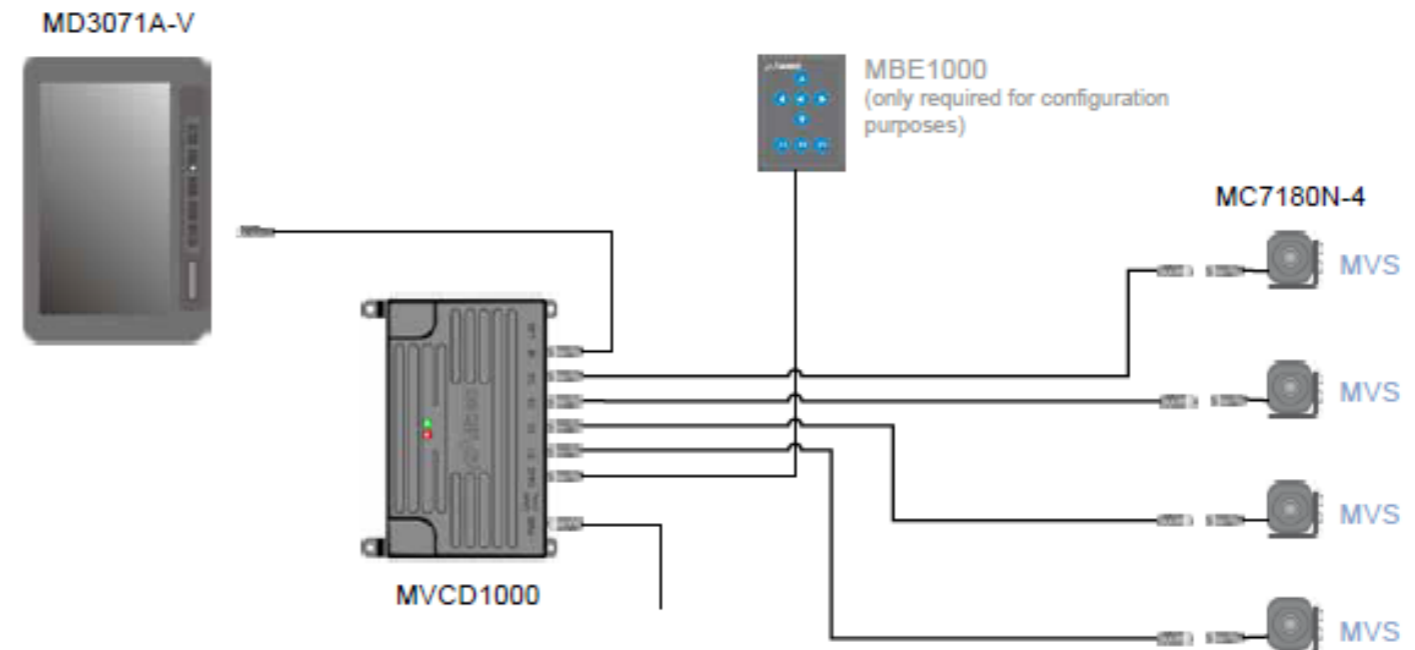 MD3071A-V
MBE1000
(only required for configuration
purposes)
MC7180N-4
MVS
MVS
MVS
MVS
MVCD1000